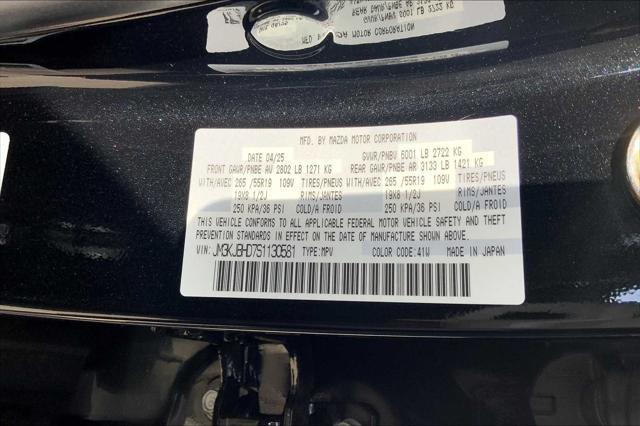 MFD. BY MAZDA MOTOR CORPORATION
DATE 04/25 GVWR/PNBV 6001 LB 2722 KG
FRONT GAWR/PNBE AV 2802 LB 1271 KG REAR GAWR/PNBE AR 3133 LB 1421 KG
WITH/AVEC 265 /55R19 109V TIRES/PNEUS WITH/AVEC 265 /55R19 109V TIRES/PNEUS
19X8 1/2J RIMS/JANTES 19X8 1/2J RIMS/JANTES
250 KPA/36 PSI COLD/A FROID 250 KPA/36 PSI COLD/A FROID
THIS VEHICLE CONFORMS TO ALL APPLICABLE FEDERAL MOTOR VEHICLE SAFETY AND THEFT
PREVENTION STANDARDS IN EFFECT ON THE DATE OF MANUFACTURE SHOWN ABOVE.
VIN: JM3KJBHD7S1130581 TYPE:MPV COLOR CODE:41W MADE IN JAPAN